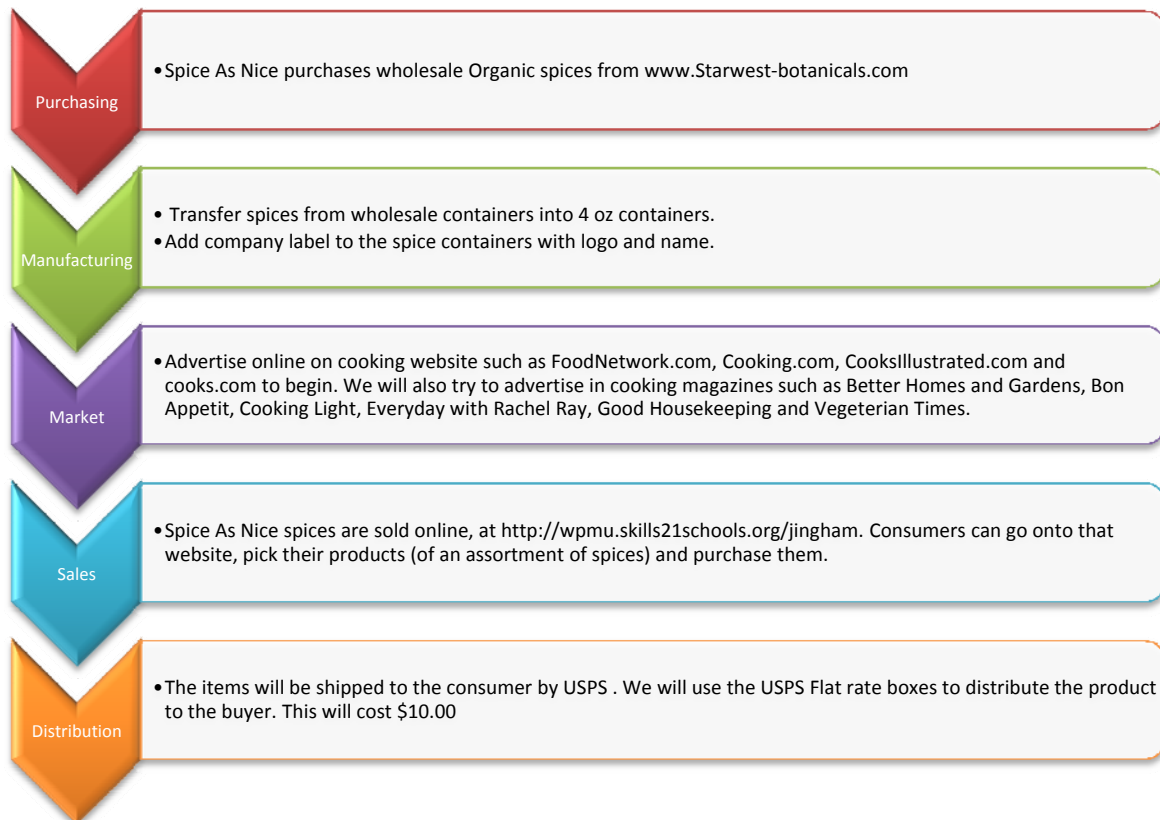 Purchasing
•Spice As Nice purchases wholesale Organic spices from www.Starwest-botanicals.com
Manufacturing
• Transfer spices from wholesale containers into 4 oz containers.
•Add company label to the spice containers with logo and name.
Market
•Advertise online on cooking website such as FoodNetwork.com, Cooking.com, CooksIllustrated.com and
cooks.com to begin. We will also try to advertise in cooking magazines such as Better Homes and Gardens, Bon
Appetit, Cooking Light, Everyday with Rachel Ray, Good Housekeeping and Vegeterian Times.
Sales
•Spice As Nice spices are sold online, at http://wpmu.skills21schools.org/jingham. Consumers can go onto that
website, pick their products (of an assortment of spices) and purchase them.
Distribution
•The items will be shipped to the consumer by USPS . We will use the USPS Flat rate boxes to distribute the product
to the buyer. This will cost $10.00